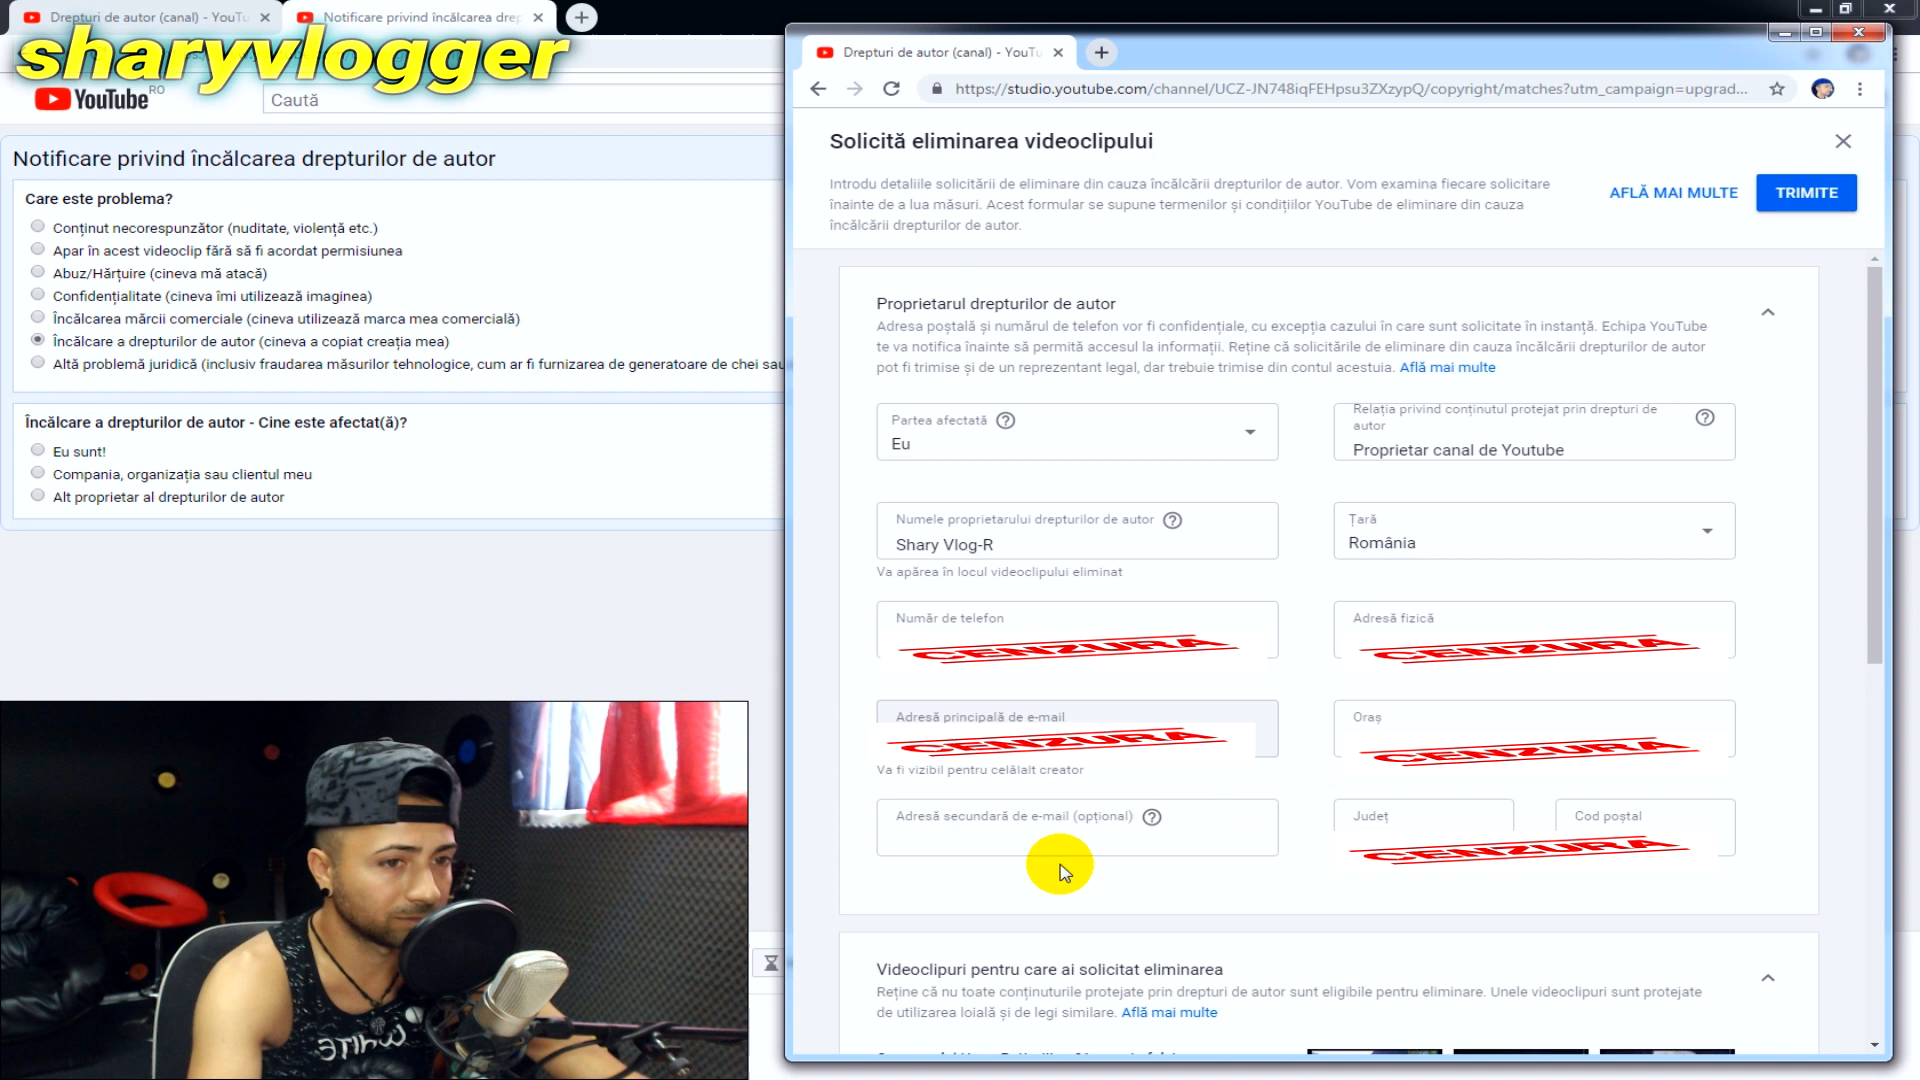 Drepturi de autor (canal) - YouTu
Notificare privind încălcarea drep
sharyvlogger
YouTube RO
Caută
Notificare privind încălcarea drepturilor de autor
Care este problema?
Conținut necorespunzător (nuditate, violență etc.)
Apar în acest videoclip fără să fi acordat permisiunea
Abuz/Hărțuire (cineva mă atacă)
Confidențialitate (cineva îmi utilizează imaginea)
Încălcarea mărcii comerciale (cineva utilizează marca mea comercială)
Încălcare a drepturilor de autor (cineva a copiat creația mea)
Altă problemă juridică (inclusiv fraudarea măsurilor tehnologice, cum ar fi furnizarea de generatoare de chei sau
Încălcare a drepturilor de autor - Cine este afectat(ă)?
Eu sunt!
Compania, organizația sau clientul meu
Alt proprietar al drepturilor de autor
WHITE
Drepturi de autor (canal) - YouTu
https://studio.youtube.com/channel/UCZ-JN748iqFEHpsu3ZXzypQ/copyright/matches?utm_campaign=upgrad...
Solicită eliminarea videoclipului
Introdu detaliile solicitării de eliminare din cauza încălcării drepturilor de autor. Vom examina fiecare solicitare
înainte de a lua măsuri. Acest formular se supune termenilor și condițiilor YouTube de eliminare din cauza
încălcării drepturilor de autor.
AFLĂ MAI MULTE
TRIMITE
Proprietarul drepturilor de autor
Adresa poștală și numărul de telefon vor fi confidențiale, cu excepția cazului în care sunt solicitate în instanță. Echipa YouTube
te va notifica înainte să permită accesul la informații. Reține că solicitările de eliminare din cauza încălcării drepturilor de autor
pot fi trimise și de un reprezentant legal, dar trebuie trimise din contul acestuia. Află mai multe
Partea afectată
Eu
Relația privind conținutul protejat prin drepturi de
autor
Proprietar canal de Youtube
Numele proprietarului drepturilor de autor
Shary Vlog-R
Va apărea în locul videoclipului eliminat
Țară
România
Număr de telefon
CENZURA
Adresă fizică
CENZURA
Adresă principală de e-mail
CENZURA
Va fi vizibil pentru celălalt creator
Oraș
CENZURA
Adresă secundară de e-mail (opțional)
Județ
Cod poștal
CENZURA
Videoclipuri pentru care ai solicitat eliminarea
Reține că nu toate conținuturile protejate prin drepturi de autor sunt eligibile pentru eliminare. Unele videoclipuri sunt protejate
de utilizarea loială și de legi similare. Află mai multe